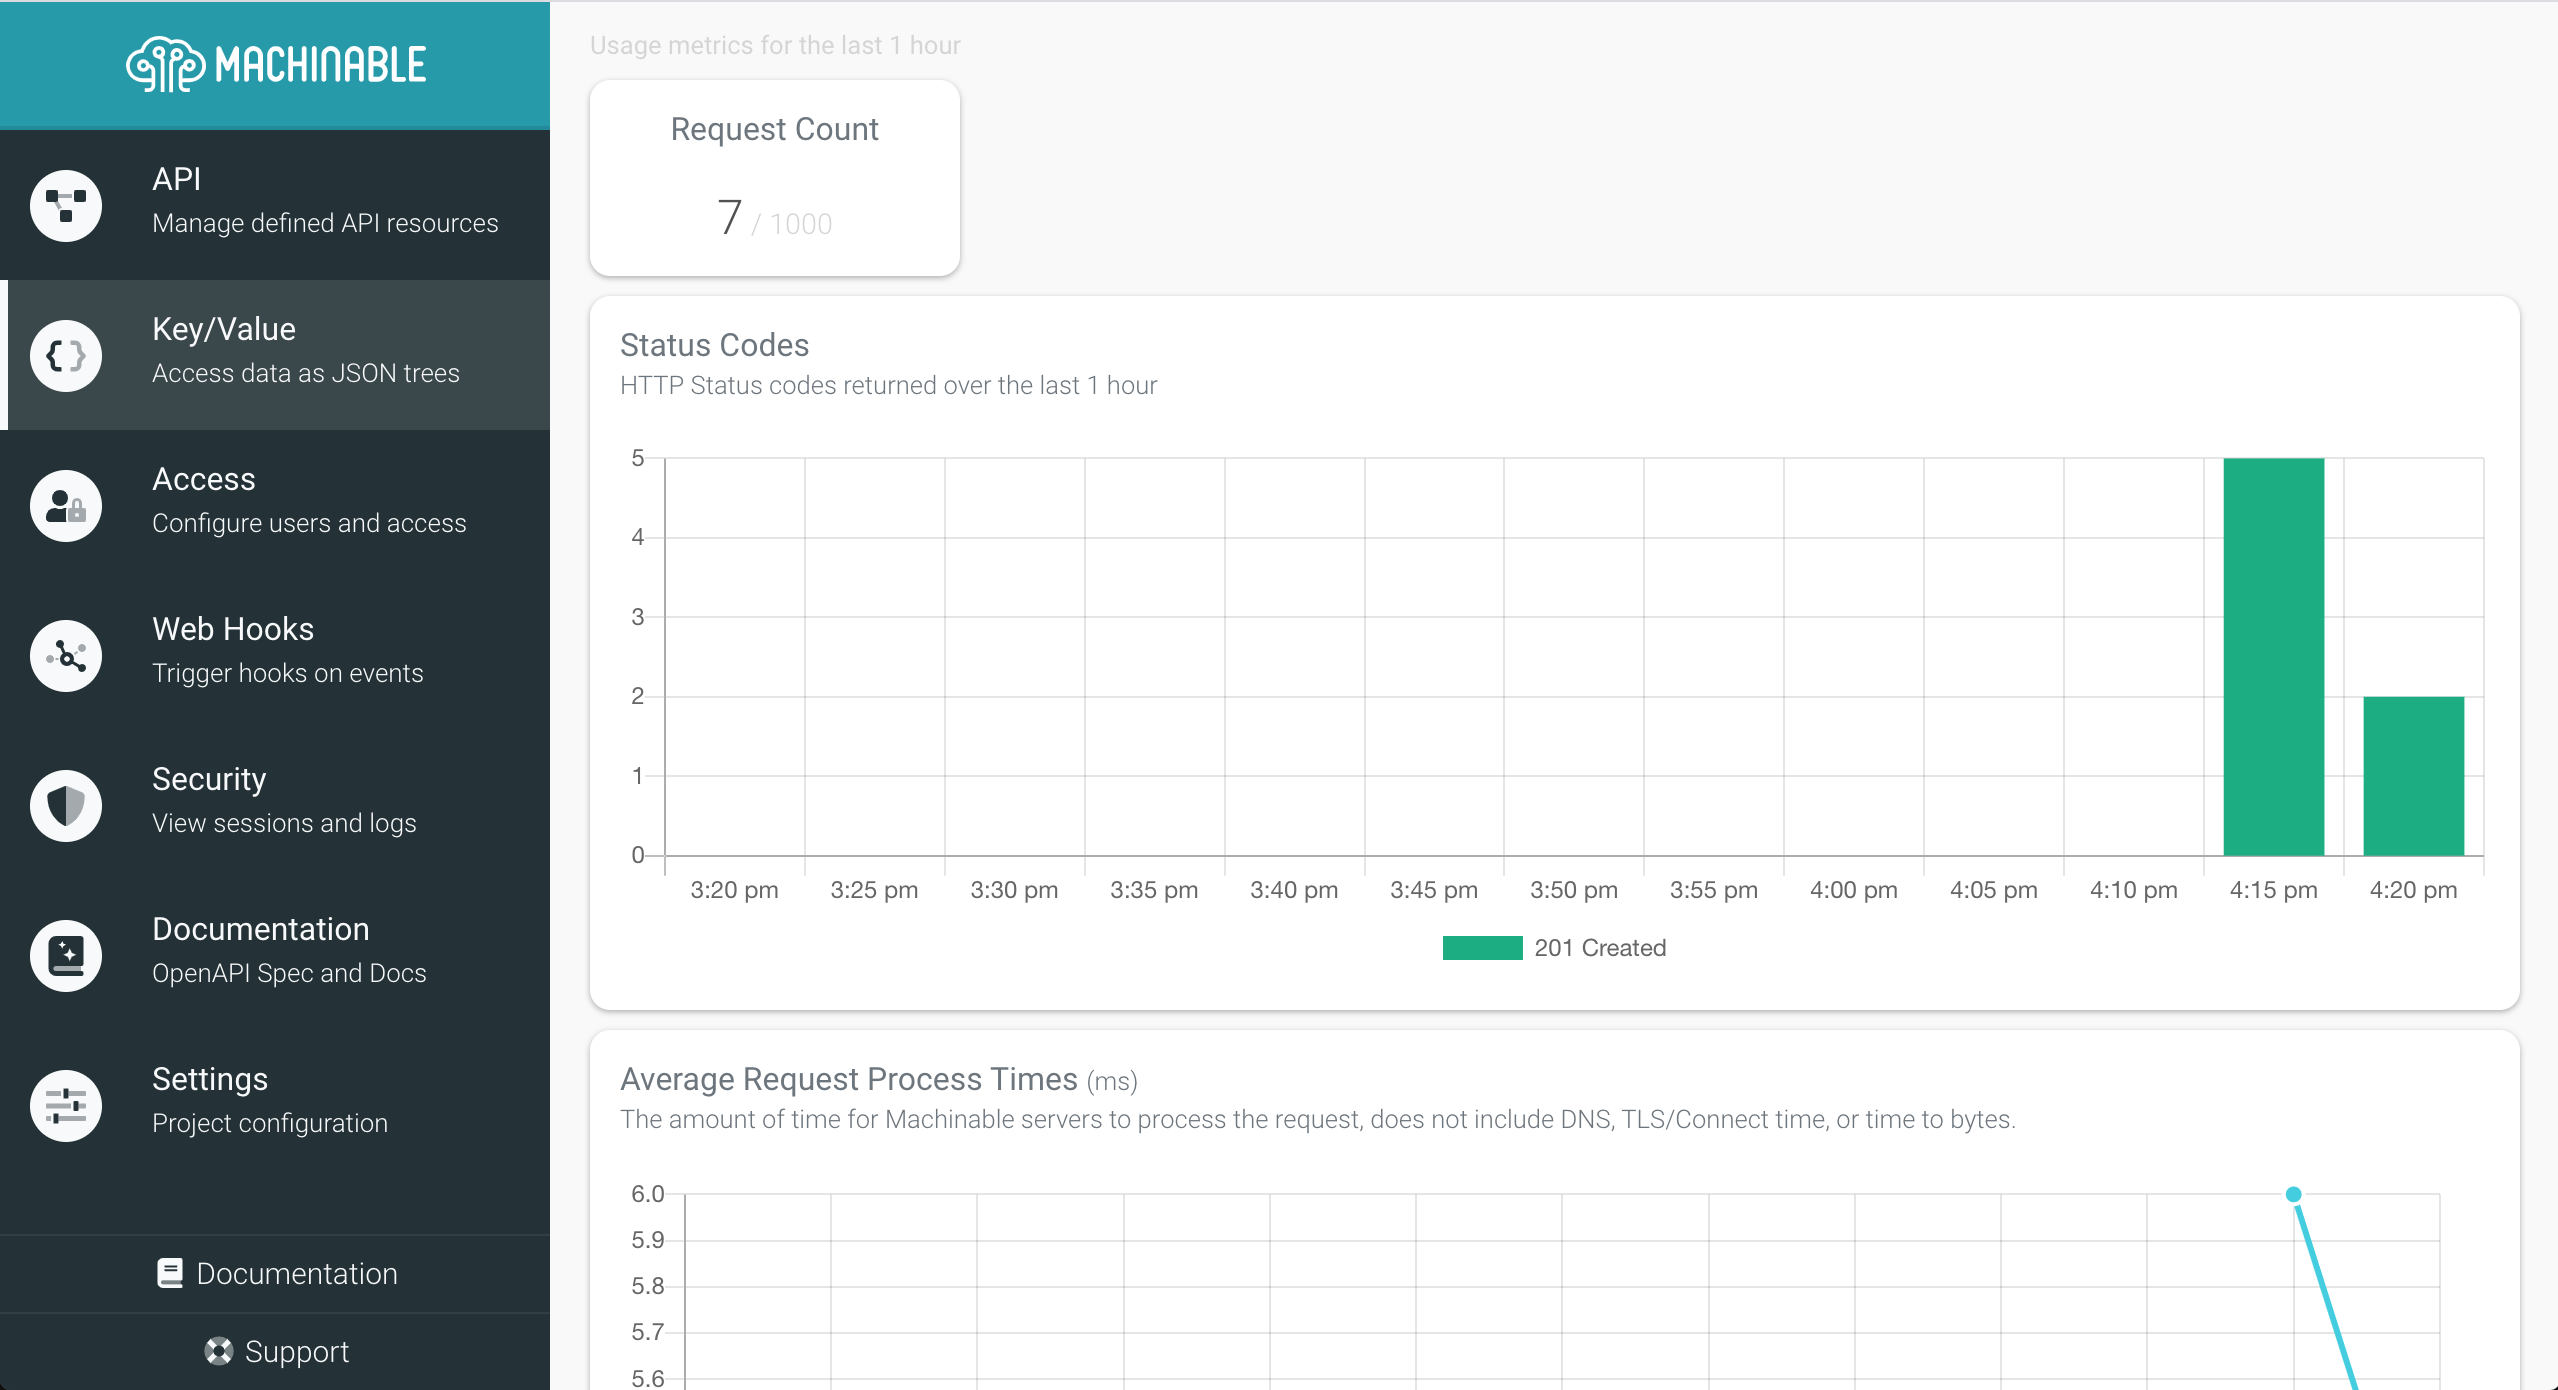 MACHINABLE
API
Manage defined API resources
Key/Value
Access data as JSON trees
Access
Configure users and access
Web Hooks
Trigger hooks on events
Security
View sessions and logs
Documentation
OpenAPI Spec and Docs
Settings
Project configuration
Documentation
Support
Usage metrics for the last 1 hour
Request Count
7 / 1000
Status Codes
HTTP Status codes returned over the last 1 hour
5
4
3
2
1
0
3:20 pm 3:25 pm 3:30 pm 3:35 pm 3:40 pm 3:45 pm 3:50 pm 3:55 pm 4:00 pm 4:05 pm 4:10 pm 4:15 pm 4:20 pm
201 Created
Average Request Process Times (ms)
The amount of time for Machinable servers to process the request, does not include DNS, TLS/Connect time, or time to bytes.
6.0
5.9
5.8
5.7
5.6